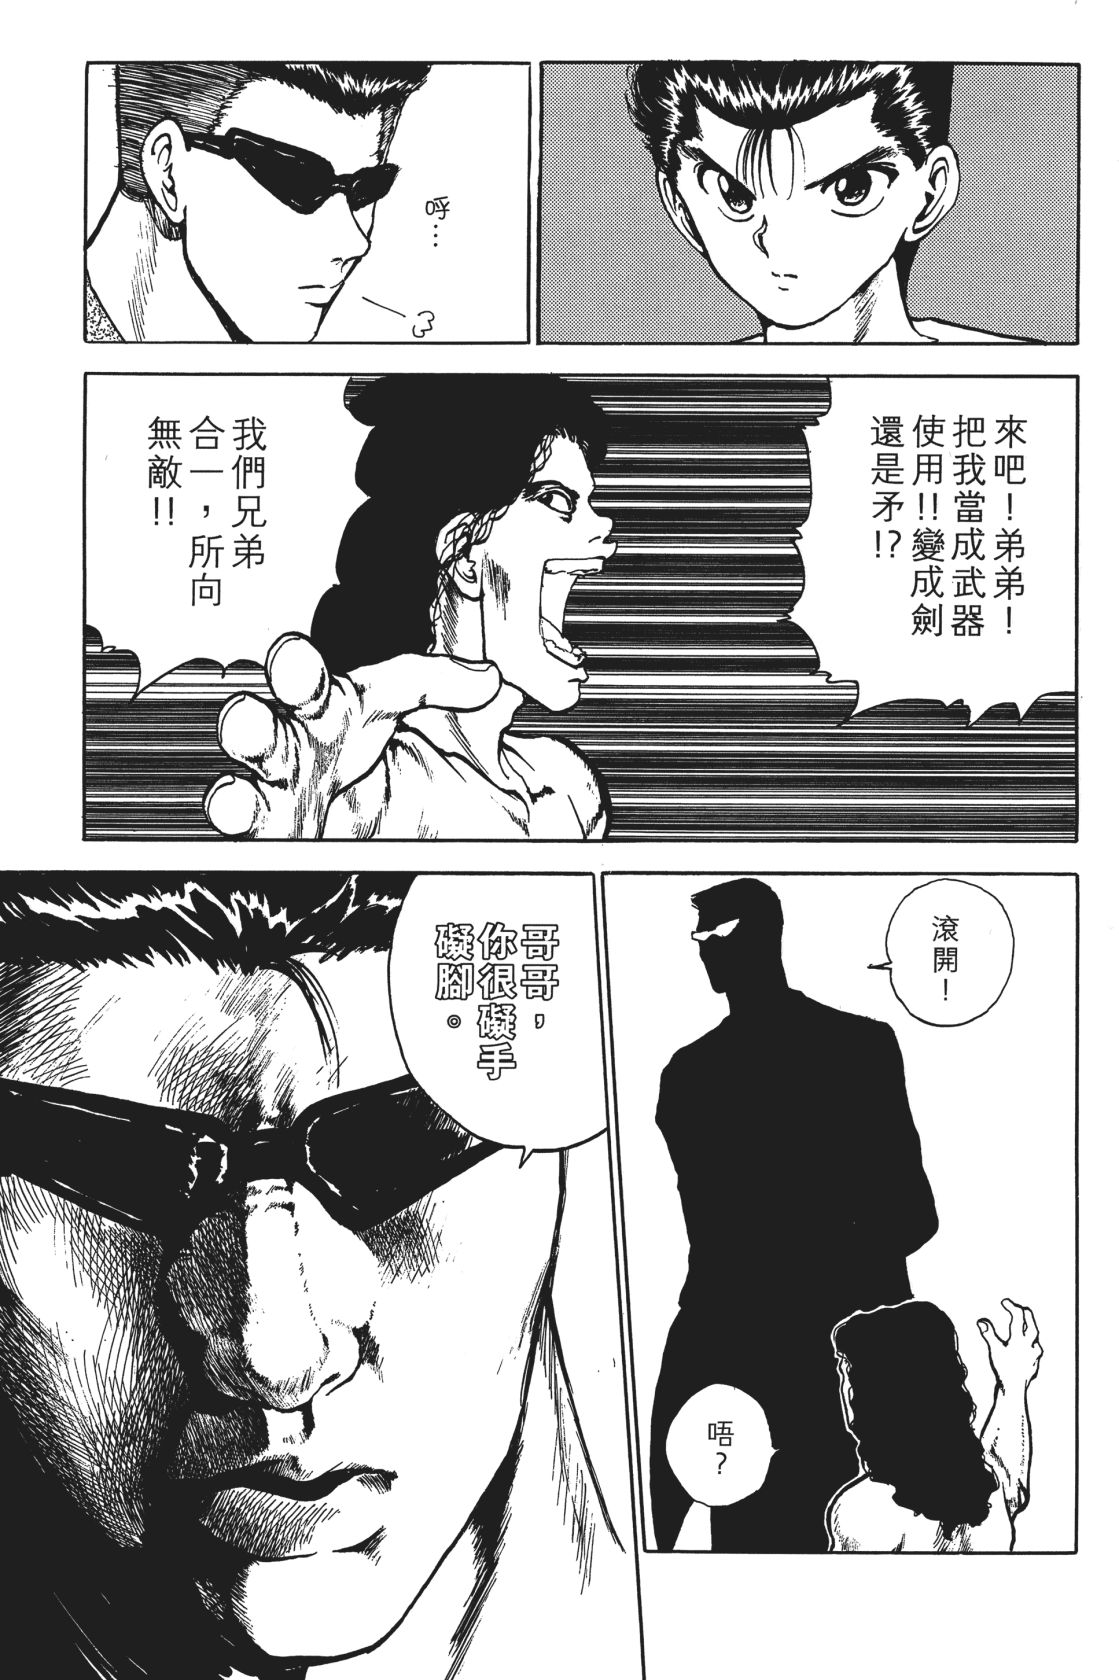 呼…
來吧！弟弟！
把我當成武器
使用!!變成劍
還是矛!?
我們兄弟
合一，所向
無敵!!
滾開！
唔？
哥哥，
你很礙手
礙腳。